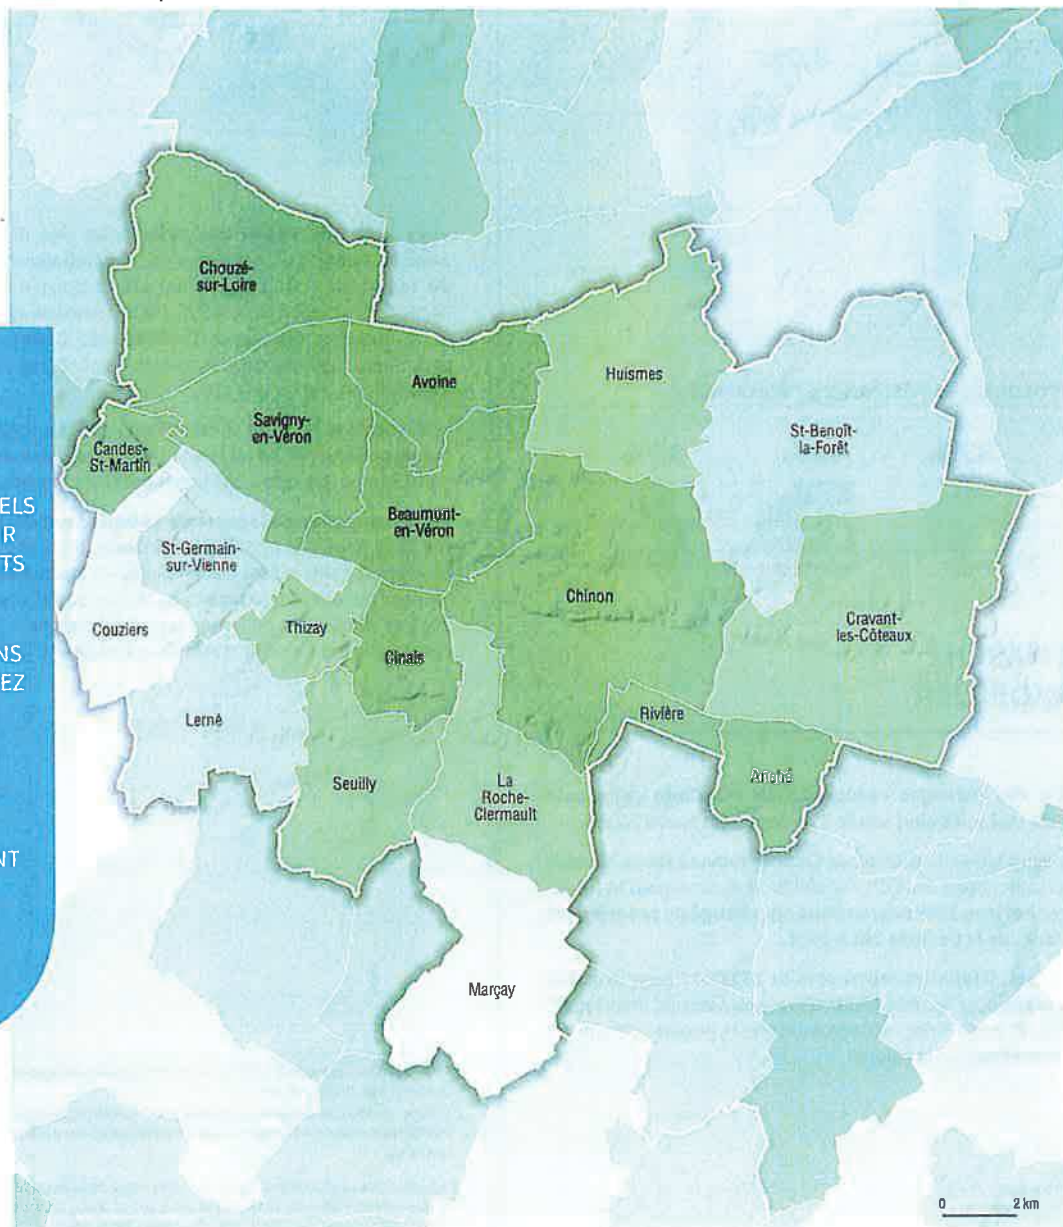 Chouzé-
sur-Loire
Avoine
Huismes
Savigny-
en-Véron
St-Benoît-
la-Forêt
Candes-
St-Martin
Beaumont-
en-Véron
ELS
R
TS
St-Germain-
sur-Vienne
Chinon
Cravant-
les-Côteaux
Couziers
Thizay
Cinais
NS
EZ
Lerné
Rivière
Seuilly
La
Roche-
Clermault
Anché
NT
Marçay
0 2 km